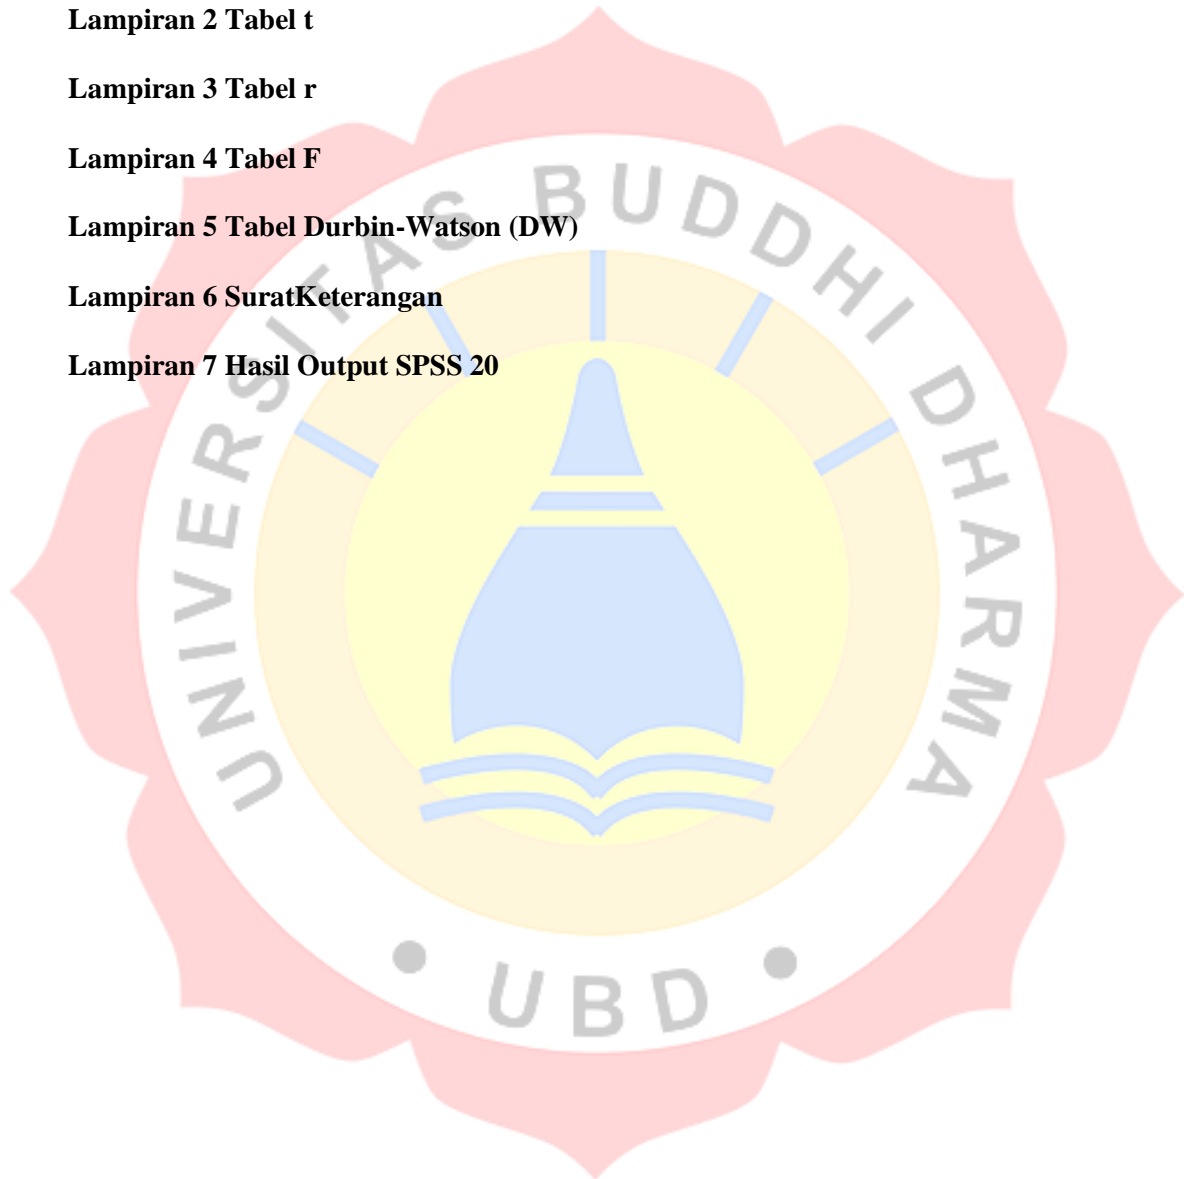 Lampiran 2 Tabel t
Lampiran 3 Tabel r
Lampiran 4 Tabel F
Lampiran 5 Tabel Durbin-Watson (DW)
Lampiran 6 SuratKeterangan
Lampiran 7 Hasil Output SPSS 20
UNIVERSITAS BUDDHI DHARMA
• UBD •